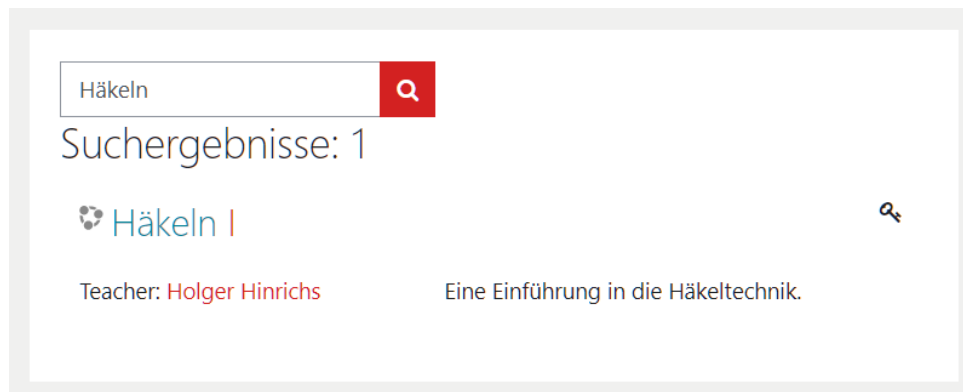 Häkeln
Suchergebnisse: 1
Häkeln I
Teacher: Holger Hinrichs Eine Einführung in die Häkeltechnik.